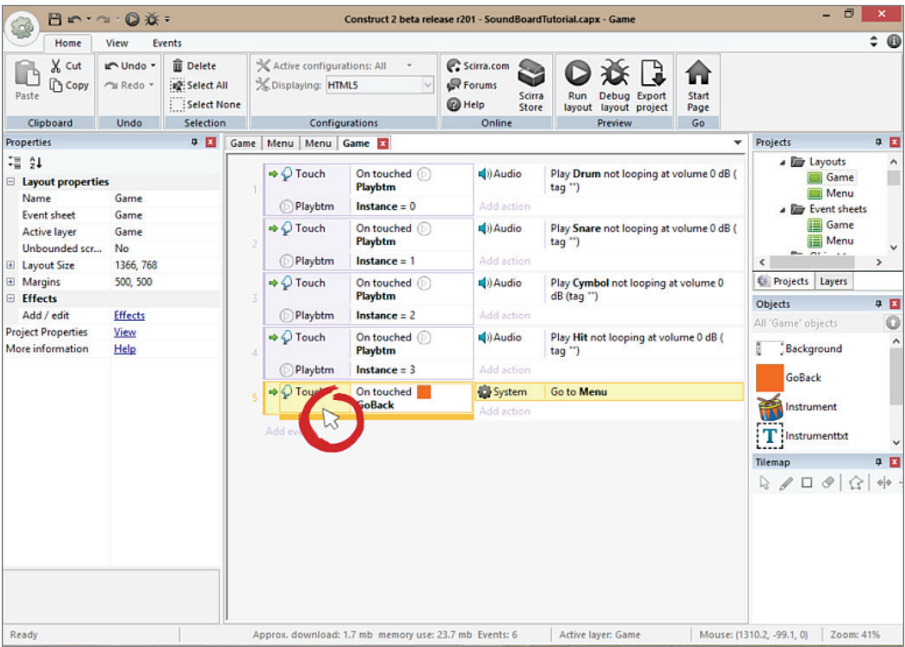 Construct 2 beta release r201 - SoundBoardTutorial.capx - Game
Home View Events
Paste
Cut
Copy
Clipboard
Undo
Redo
Undo
Delete
Select All
Select None
Selection
Active configurations: All
Displaying: HTML5
Configurations
Scirra.com
Forums
Help
Scirra Store
Online
Run layout
Debug layout
Export project
Preview
Start Page
Go
Properties
Layout properties
Name Game
Event sheet Game
Active layer Game
Unbounded scr... No
Layout Size 1366, 768
Margins 500, 500
Effects
Add / edit Effects
Project Properties View
More information Help
Game Menu Menu Game
1 Touch On touched Playbtm Audio Play Drum not looping at volume 0 dB (
tag "")
Playbtm Instance = 0 Add action
2 Touch On touched Playbtm Audio Play Snare not looping at volume 0 dB (
tag "")
Playbtm Instance = 1 Add action
3 Touch On touched Playbtm Audio Play Cymbol not looping at volume 0
dB (tag "")
Playbtm Instance = 2 Add action
4 Touch On touched Playbtm Audio Play Hit not looping at volume 0 dB (
tag "")
Playbtm Instance = 3 Add action
5 Touch On touched GoBack System Go to Menu
Add action
Add
Projects
Layouts
Game
Menu
Event sheets
Game
Menu
Projects Layers
Objects
All 'Game' objects
Background
GoBack
Instrument
T Instrumenttxt
Tilemap
Ready Approx. download: 1.7 mb memory use: 23.7 mb Events: 6 Active layer: Game Mouse: (1310.2, -99.1, 0) Zoom: 41%